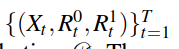 {(X_t, R_t^0, R_t^1)}_{t=1}^T